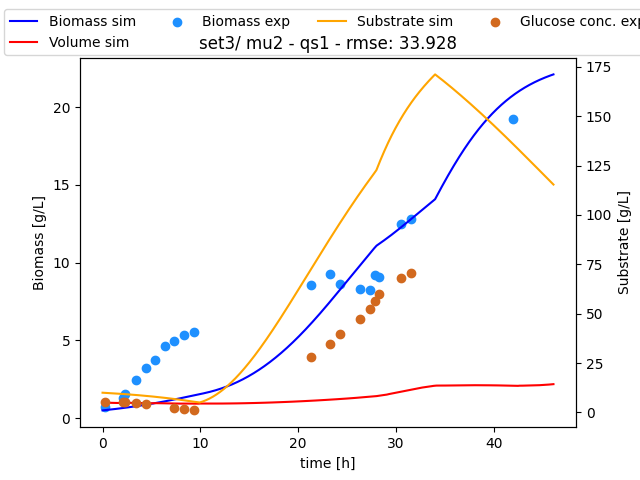 Biomass sim Biomass exp Substrate sim Glucose conc. exp
Volume sim
set3/ mu2 - qs1 - rmse: 33.928
Biomass [g/L]
20
15
10
5
0
175
150
125
100
75
50
25
0
Substrate [g/L]
0 10 20 30 40
time [h]